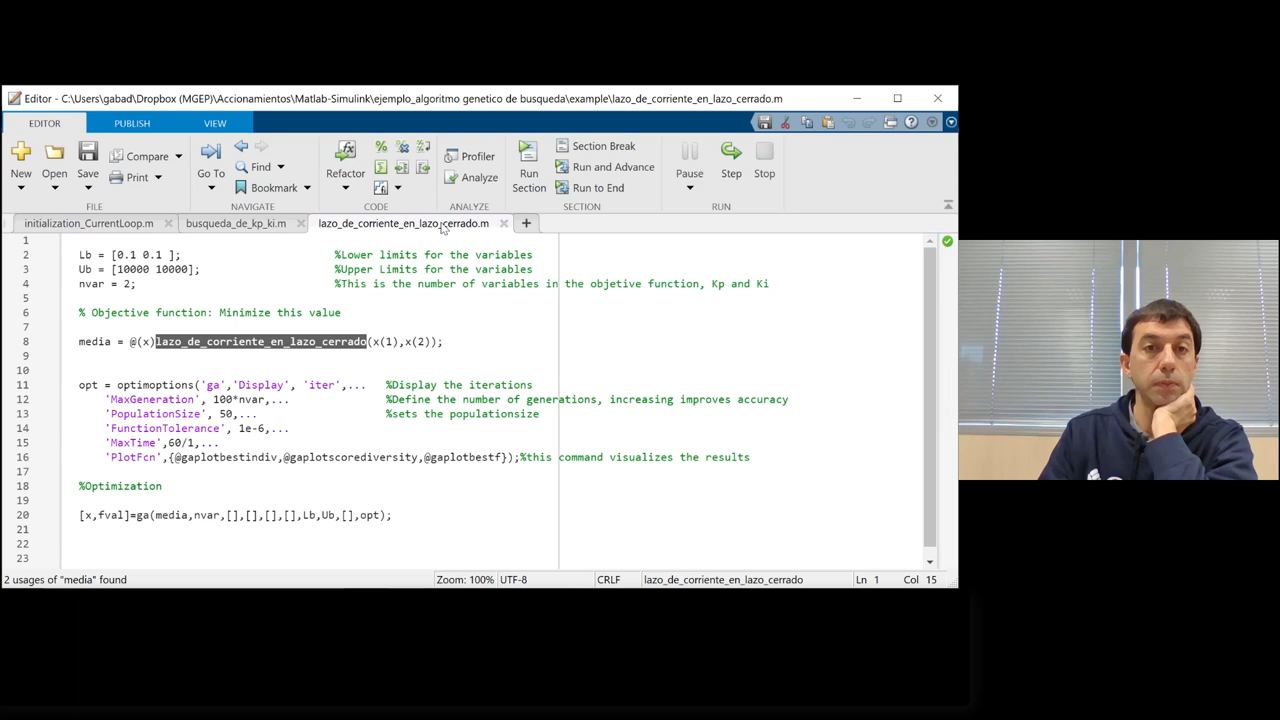 Editor - C:\Users\gabad\Dropbox (MGEP)\Accionamientos\Matlab-Simulink\ejemplo_algoritmo genetico de busqueda\example\lazo_de_corriente_en_lazo_cerrado.m
EDITOR PUBLISH VIEW
New Open Save Compare Print
FILE
Go To Find Bookmark
NAVIGATE
Refactor
CODE
Profiler Analyze
ANALYZE
Run Section Section Break Run and Advance Run to End
SECTION
Pause Step Stop
RUN
initialization_CurrentLoop.m busqueda_de_kp_ki.m lazo_de_corriente_en_lazo_cerrado.m
1
2 Lb = [0.1 0.1 ]; %Lower limits for the variables
3 Ub = [10000 10000]; %Upper Limits for the variables
4 nvar = 2; %This is the number of variables in the objetive function, Kp and Ki
5
6 % Objective function: Minimize this value
7
8 media = @(x)lazo_de_corriente_en_lazo_cerrado(x(1),x(2));
9
10
11 opt = optimoptions('ga','Display', 'iter',... %Display the iterations
12 'MaxGeneration', 100*nvar,... %Define the number of generations, increasing improves accuracy
13 'PopulationSize', 50,... %sets the populationsize
14 'FunctionTolerance', 1e-6,...
15 'MaxTime',60/1,...
16 'PlotFcn',{@gaplotbestindiv,@gaplotscorediversity,@gaplotbestf});%this command visualizes the results
17
18 %Optimization
19
20 [x,fval]=ga(media,nvar,[],[],[],[],Lb,Ub,[],opt);
21
22
23
2 usages of "media" found Zoom: 100% UTF-8 CRLF lazo_de_corriente_en_lazo_cerrado Ln 1 Col 15